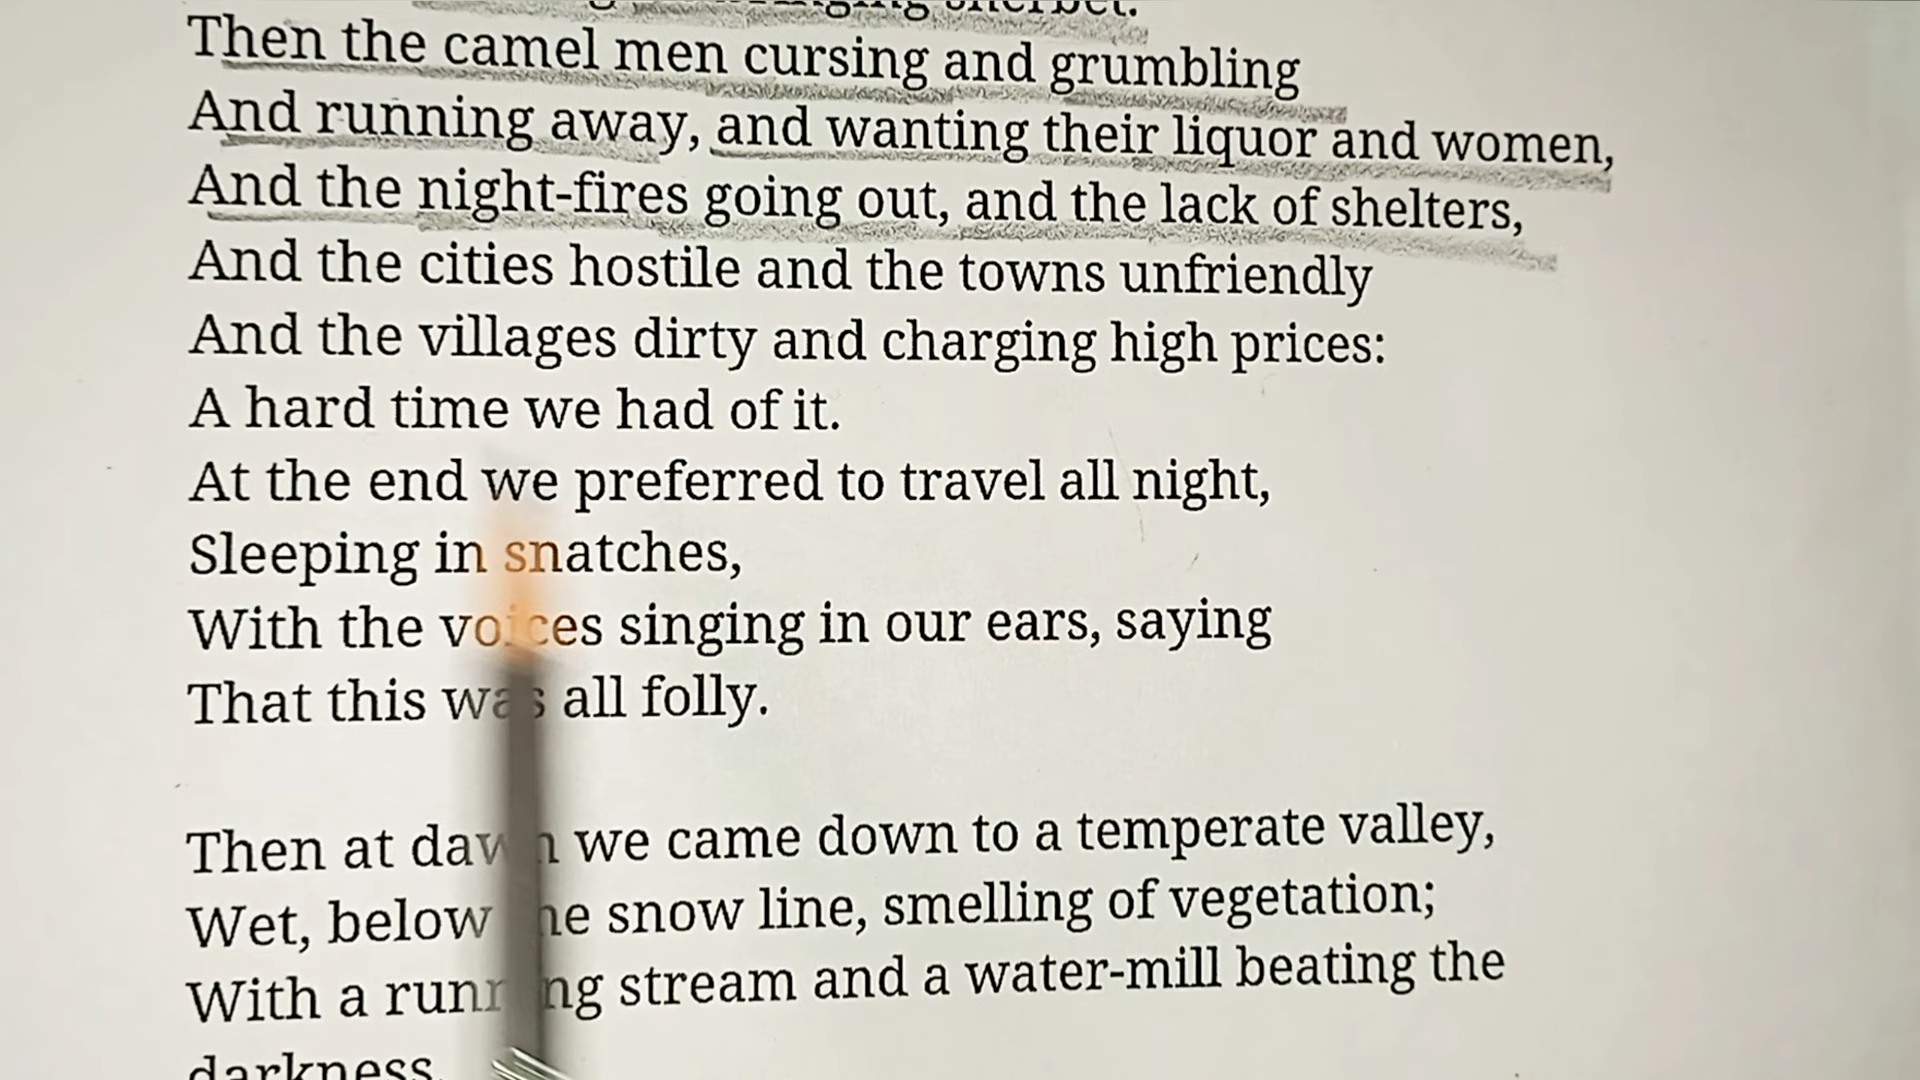 sherbet.
Then the camel men cursing and grumbling
And running away, and wanting their liquor and women,
And the night-fires going out, and the lack of shelters,
And the cities hostile and the towns unfriendly
And the villages dirty and charging high prices:
A hard time we had of it.
At the end we preferred to travel all night,
Sleeping in snatches,
With the voices singing in our ears, saying
That this was all folly.
Then at dawn we came down to a temperate valley,
Wet, below the snow line, smelling of vegetation;
With a running stream and a water-mill beating the
darkness,